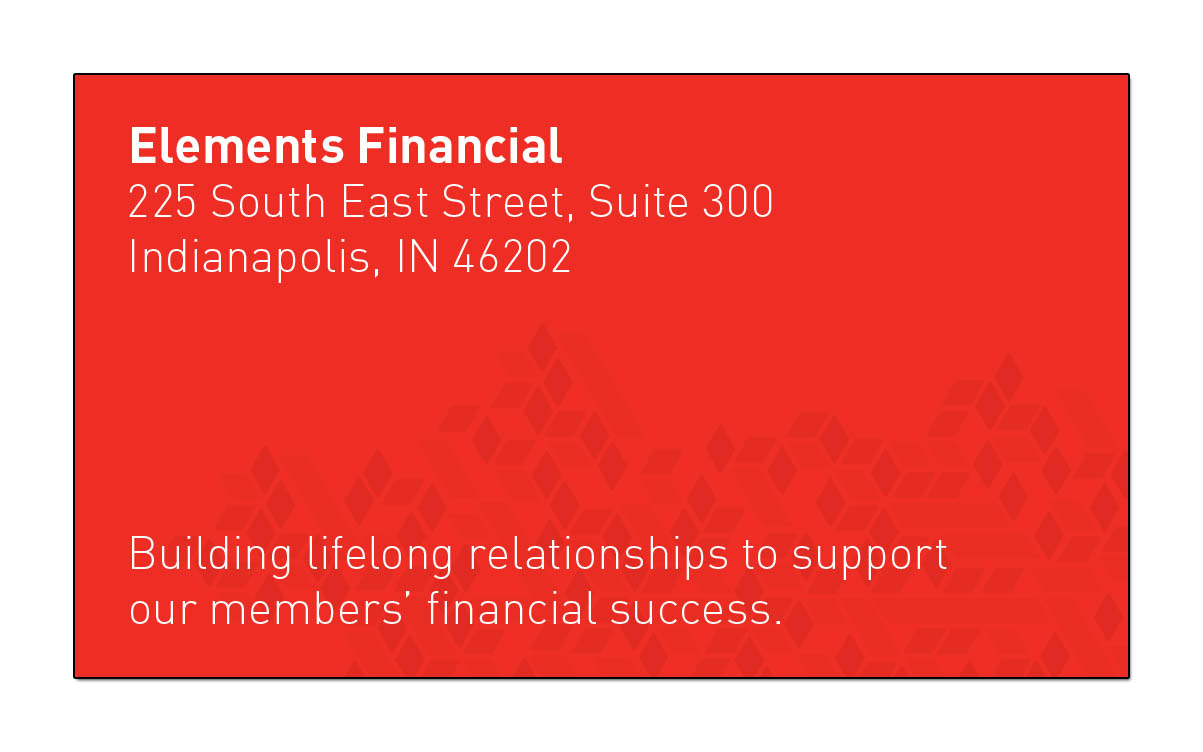 Elements Financial
225 South East Street, Suite 300
Indianapolis, IN 46202
Building lifelong relationships to support
our members’ financial success.